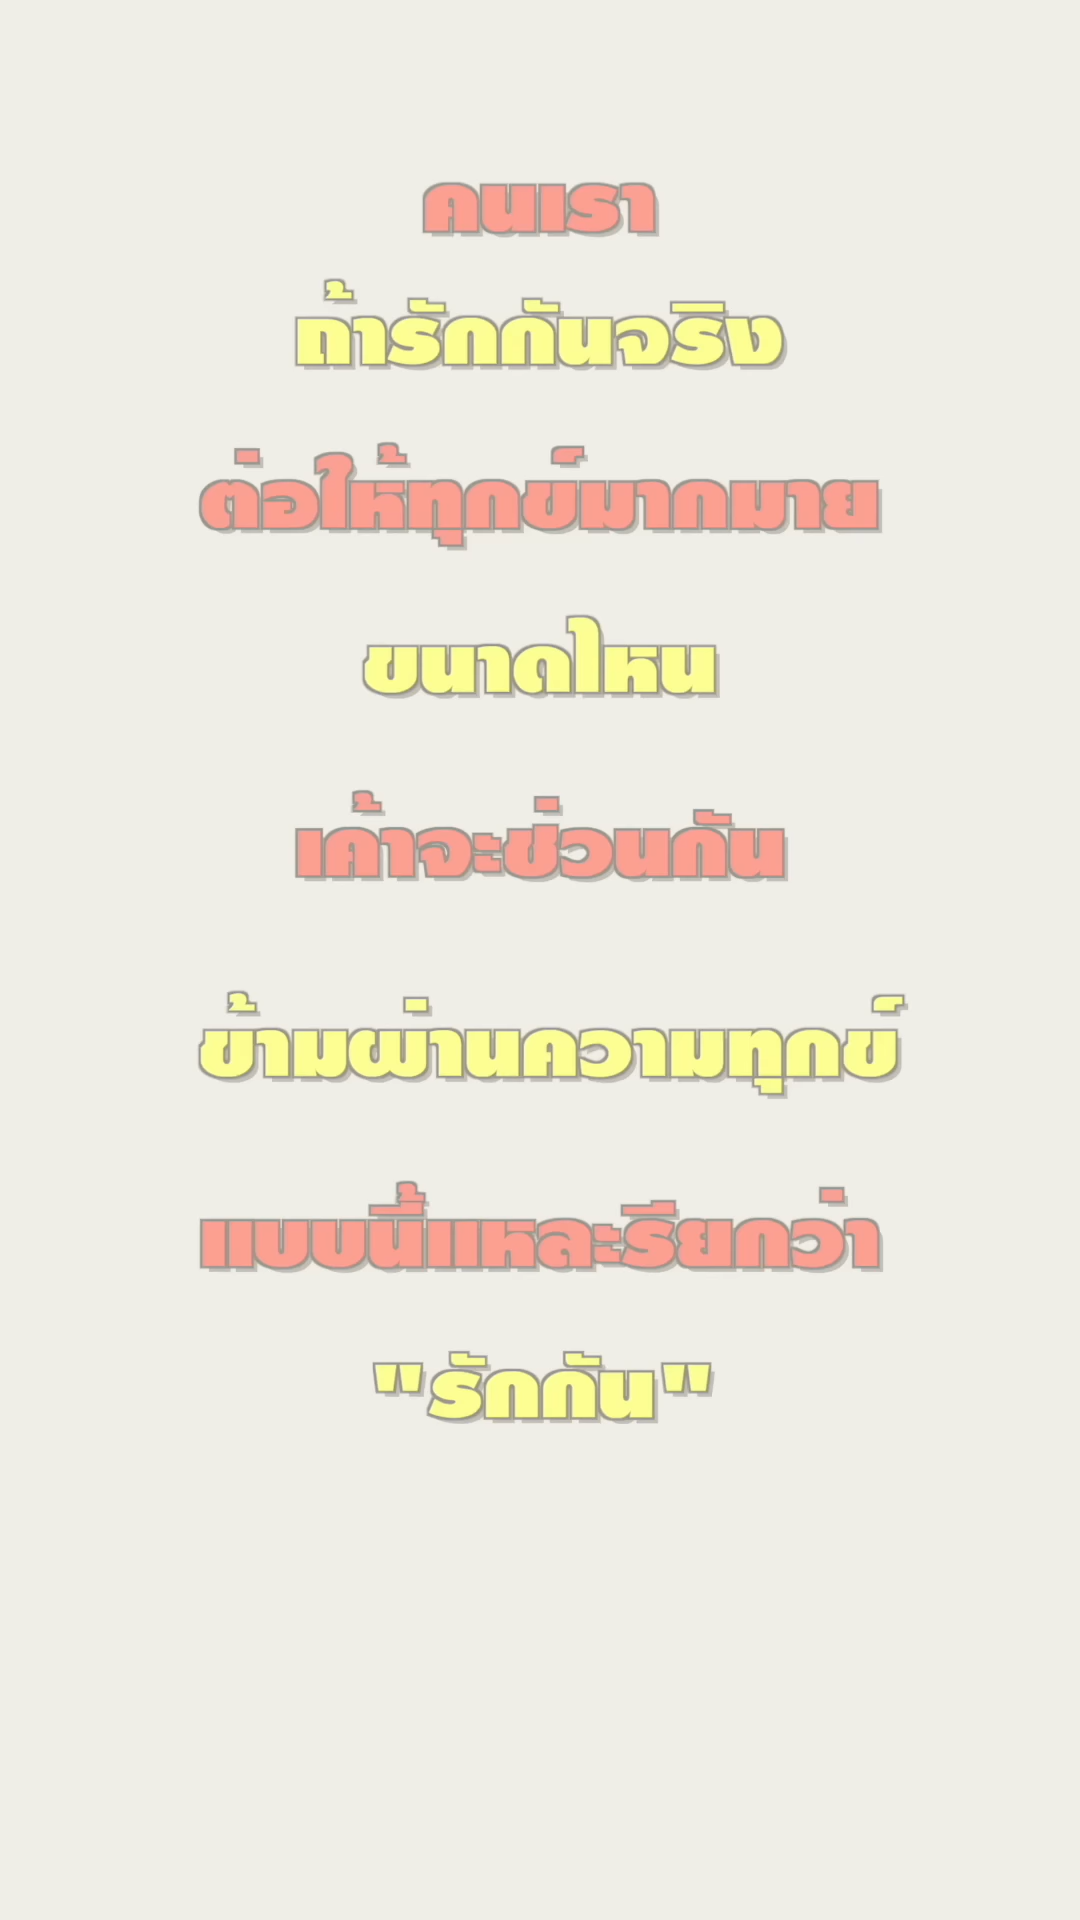 คนเรา
ถ้ารักกันจริง
ต่อให้ทุกข์มากมาย
ขนาดไหน
เค้าจะช่วนกัน
ข้ามผ่านความทุกข์
แบบนี้แหละรียกว่า
"รักกัน"